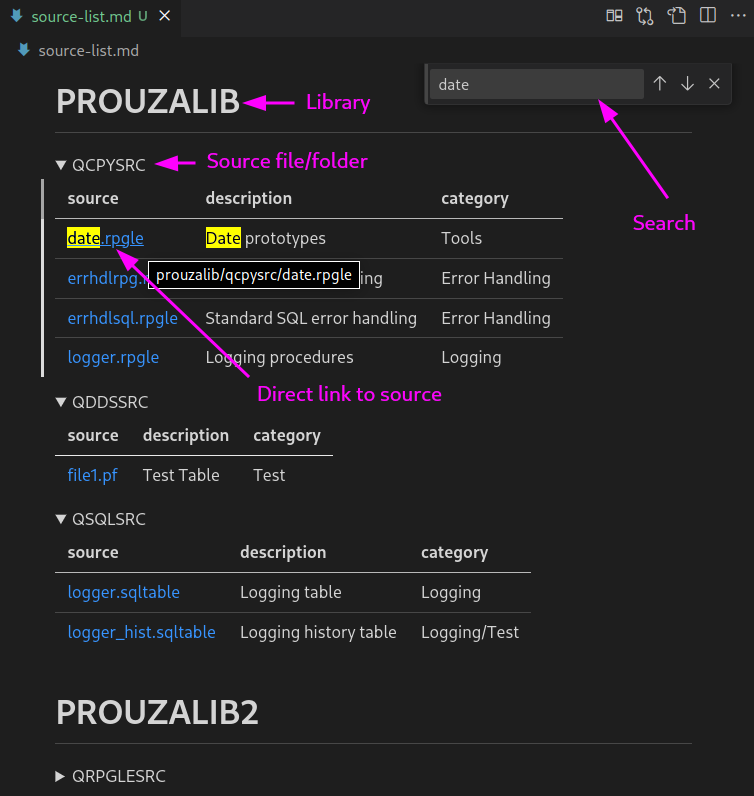 source-list.md U
source-list.md
date
PROUZALIB Library
QCPYSRC Source file/folder
Search
source description category
date.rpgle Date prototypes Tools
prouzalib/qcpysrc/date.rpgle
errhdlrpg. ing Error Handling
errhdlsql.rpgle Standard SQL error handling Error Handling
logger.rpgle Logging procedures Logging
Direct link to source
QDDSSRC
source description category
file1.pf Test Table Test
QSQLSRC
source description category
logger.sqltable Logging table Logging
logger_hist.sqltable Logging history table Logging/Test
PROUZALIB2
QRPGLESRC